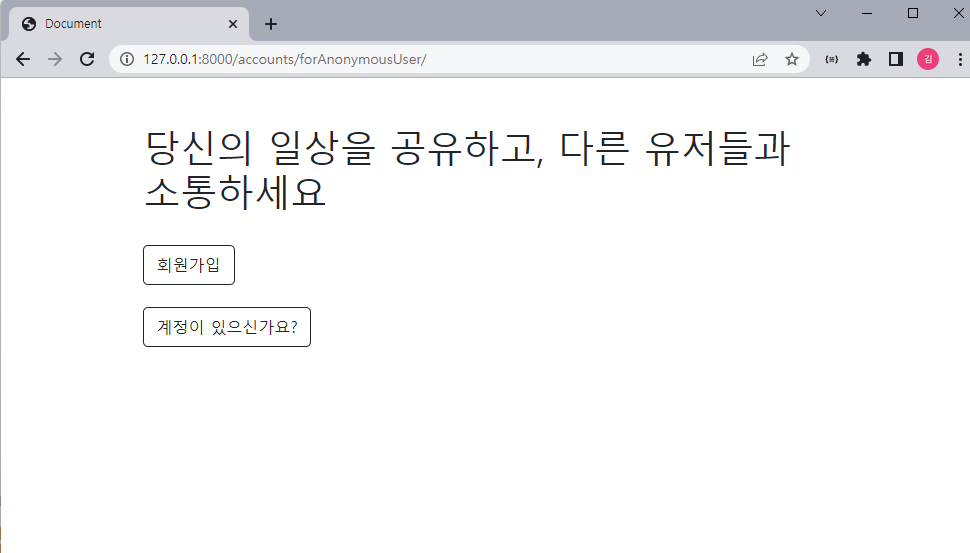 Document
127.0.0.1:8000/accounts/forAnonymousUser/
김
당신의 일상을 공유하고, 다른 유저들과
소통하세요
회원가입
계정이 있으신가요?